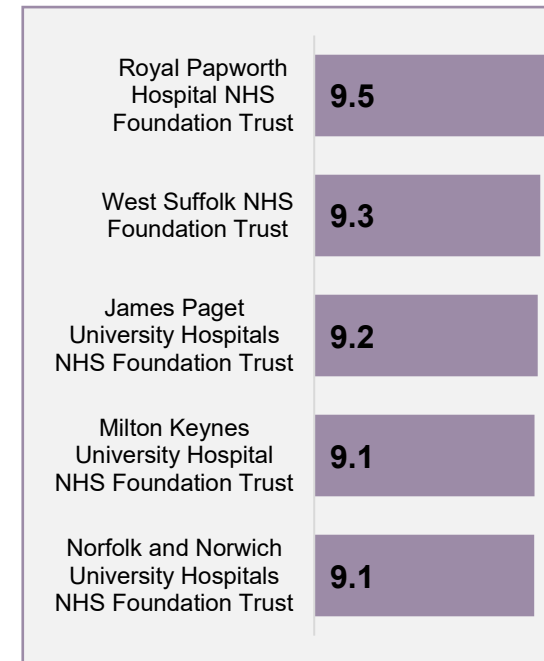 Royal Papworth
Hospital NHS
Foundation Trust
9.5
West Suffolk NHS
Foundation Trust
9.3
James Paget
University Hospitals
NHS Foundation Trust
9.2
Milton Keynes
University Hospital
NHS Foundation Trust
9.1
Norfolk and Norwich
University Hospitals
NHS Foundation Trust
9.1